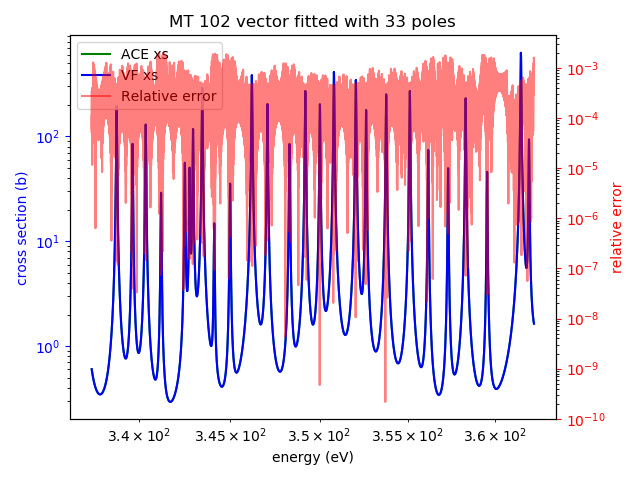 MT 102 vector fitted with 33 poles
ACE xs
VF xs
Relative error
cross section (b)
10²
10¹
10⁰
10⁻³
10⁻⁴
10⁻⁵
10⁻⁶
10⁻⁷
10⁻⁸
10⁻⁹
10⁻¹⁰
relative error
3.4 × 10² 3.45 × 10² 3.5 × 10² 3.55 × 10² 3.6 × 10²
energy (eV)